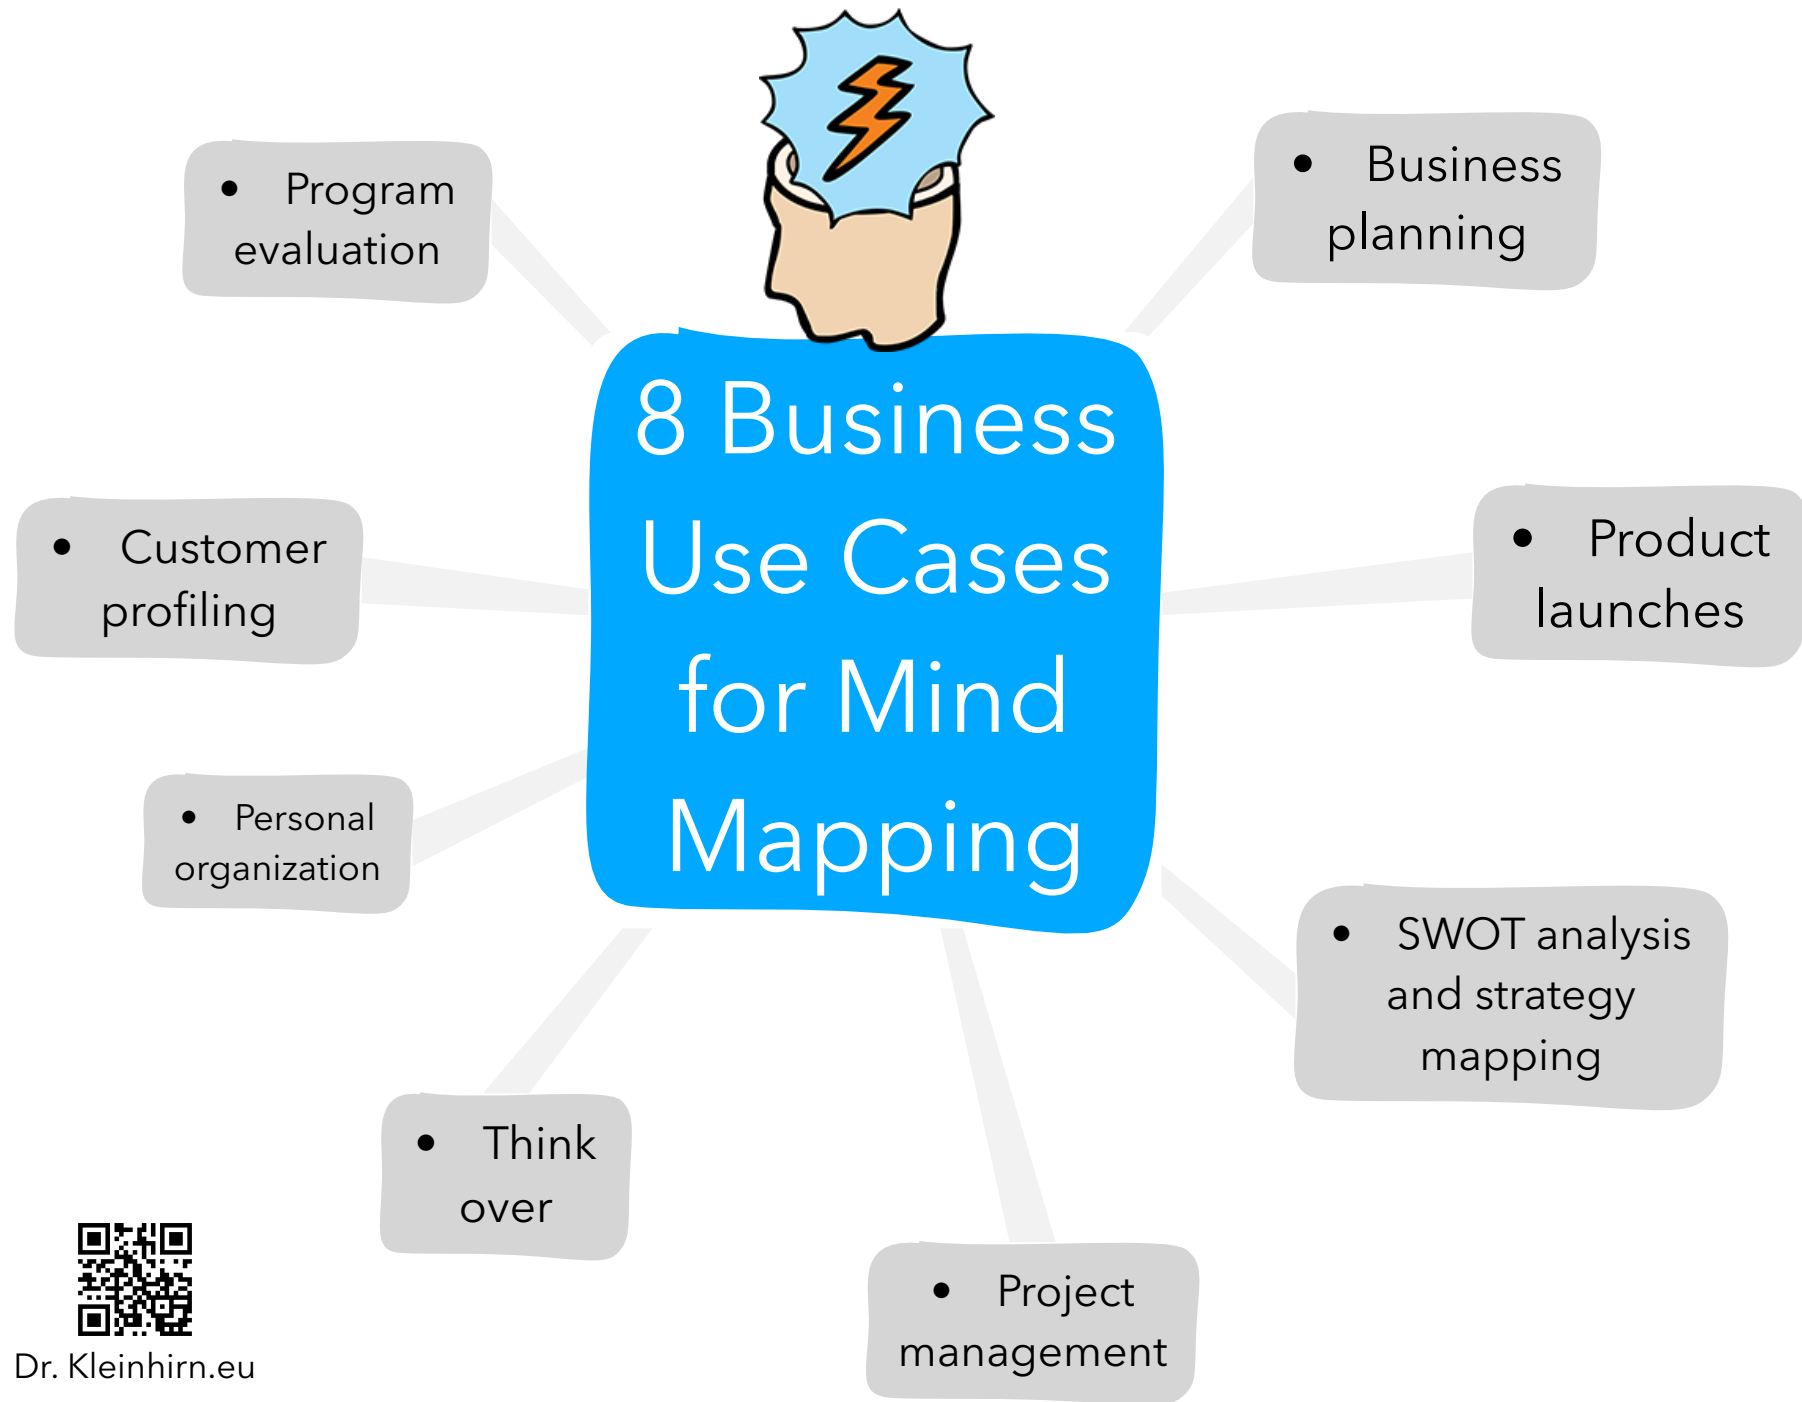 8 Business
Use Cases
for Mind
Mapping
• Business
planning
• Product
launches
• SWOT analysis
and strategy
mapping
• Project
management
• Think
over
• Personal
organization
• Customer
profiling
• Program
evaluation
Dr. Kleinhirn.eu